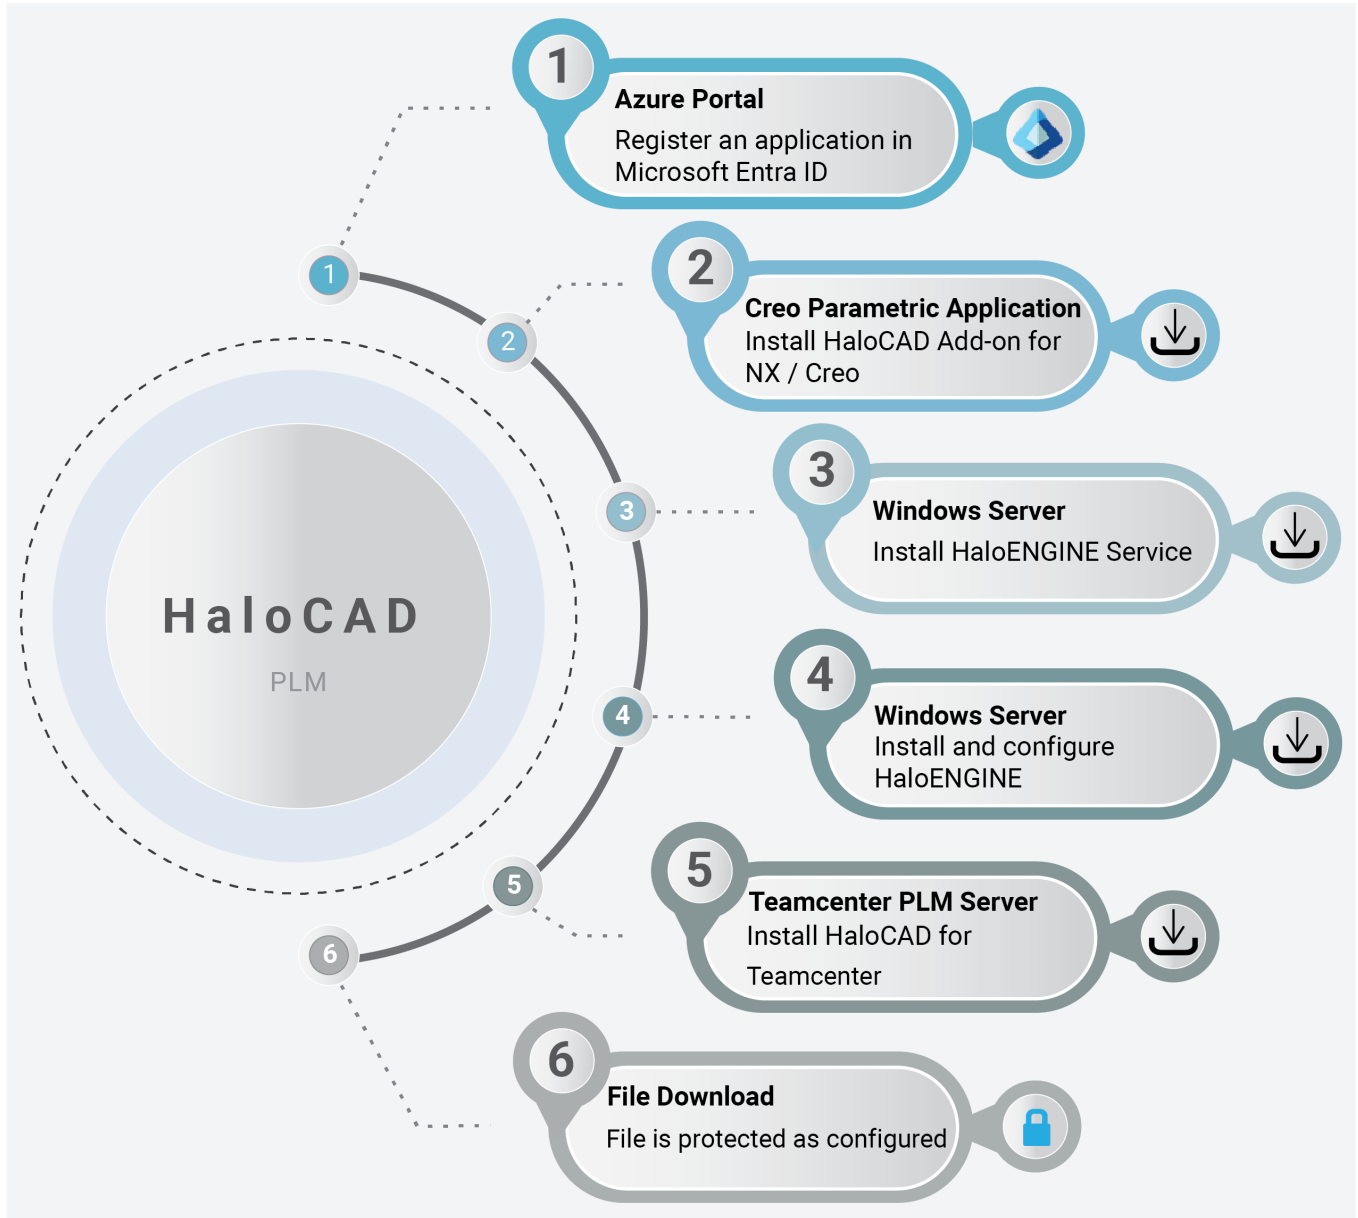 1
Azure Portal
Register an application in
Microsoft Entra ID
1
2
Creo Parametric Application
Install HaloCAD Add-on for
NX / Creo
2
3
Windows Server
Install HaloENGINE Service
3
HaloCAD
PLM
4
Windows Server
Install and configure
HaloENGINE
4
5
Teamcenter PLM Server
Install HaloCAD for
Teamcenter
5
6
File Download
File is protected as configured
6